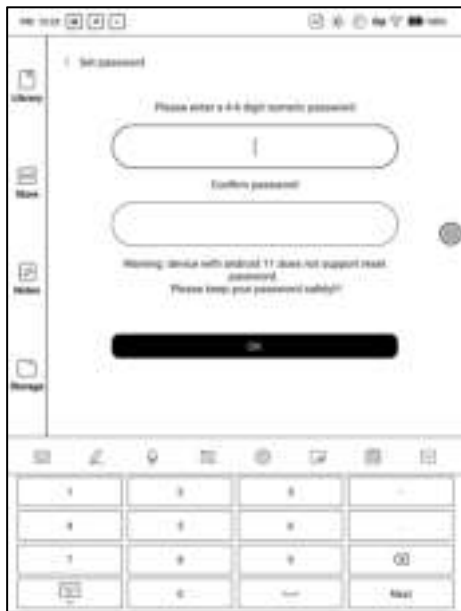 Set password
Library
Please enter a 4-6 digit numeric password
Confirm password
Store
Warning: device with android 11 does not support reset
password.
Please keep your password safely!!
Notes
OK
Storage
1 2 3
4 5 6
7 8 9
0 Next